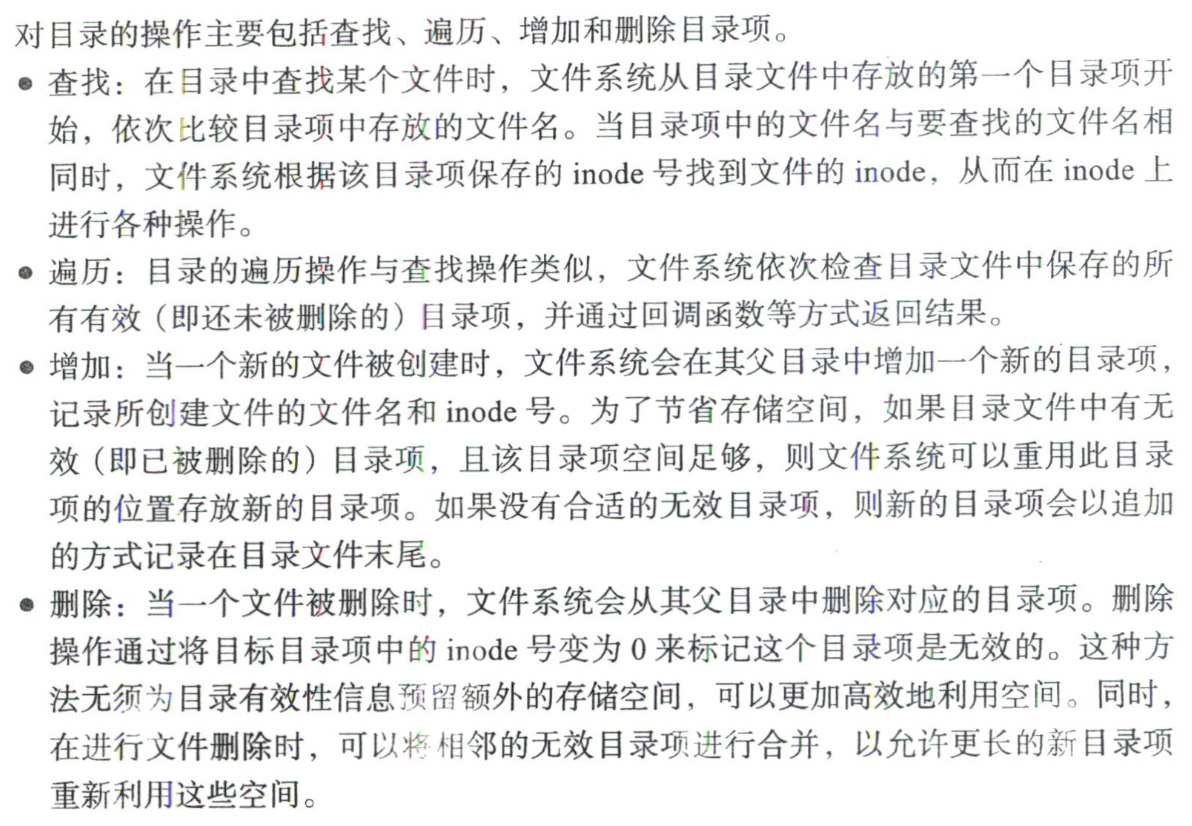 对目录的操作主要包括查找、遍历、增加和删除目录项。
● 查找：在目录中查找某个文件时，文件系统从目录文件中存放的第一个目录项开
始，依次比较目录项中存放的文件名。当目录项中的文件名与要查找的文件名相
同时，文件系统根据该目录项保存的 inode 号找到文件的 inode，从而在 inode 上
进行各种操作。
● 遍历：目录的遍历操作与查找操作类似，文件系统依次检查目录文件中保存的所
有有效（即还未被删除的）目录项，并通过回调函数等方式返回结果。
● 增加：当一个新的文件被创建时，文件系统会在其父目录中增加一个新的目录项，
记录所创建文件的文件名和 inode 号。为了节省存储空间，如果目录文件中有无
效（即已被删除的）目录项，且该目录项空间足够，则文件系统可以重用此目录
项的位置存放新的目录项。如果没有合适的无效目录项，则新的目录项会以追加
的方式记录在目录文件末尾。
● 删除：当一个文件被删除时，文件系统会从其父目录中删除对应的目录项。删除
操作通过将目标目录项中的 inode 号变为 0 来标记这个目录项是无效的。这种方
法无须为目录有效性信息预留额外的存储空间，可以更加高效地利用空间。同时，
在进行文件删除时，可以将相邻的无效目录项进行合并，以允许更长的新目录项
重新利用这些空间。